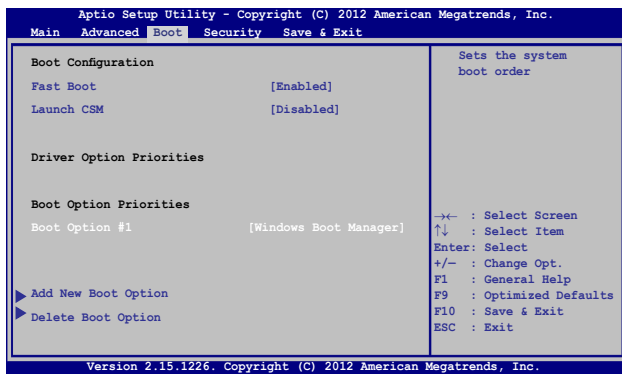 Aptio Setup Utility - Copyright (C) 2012 American Megatrends, Inc.
Main Advanced Boot Security Save & Exit
Boot Configuration
Fast Boot [Enabled]
Launch CSM [Disabled]
Driver Option Priorities
Boot Option Priorities
Boot Option #1 [Windows Boot Manager]
Add New Boot Option
Delete Boot Option
Sets the system
boot order
→← : Select Screen
↑↓ : Select Item
Enter: Select
+/— : Change Opt.
F1 : General Help
F9 : Optimized Defaults
F10 : Save & Exit
ESC : Exit
Version 2.15.1226. Copyright (C) 2012 American Megatrends, Inc.